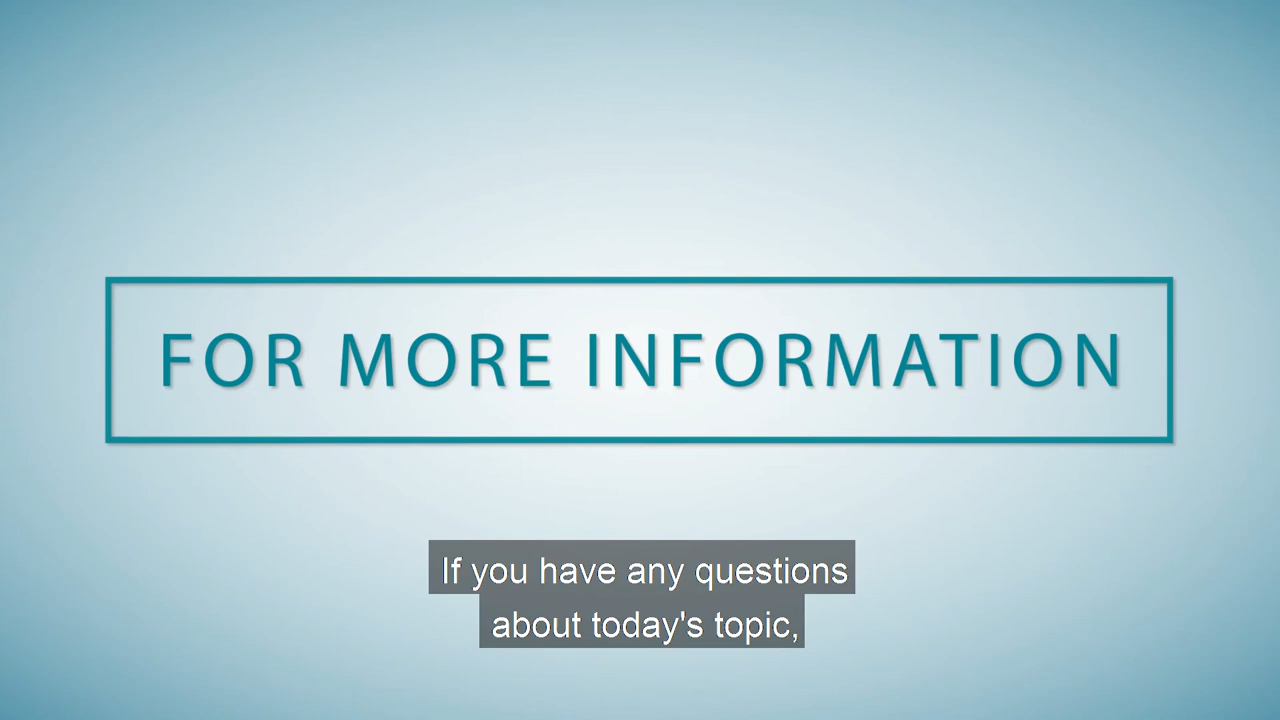 FOR MORE INFORMATION
If you have any questions
about today's topic,